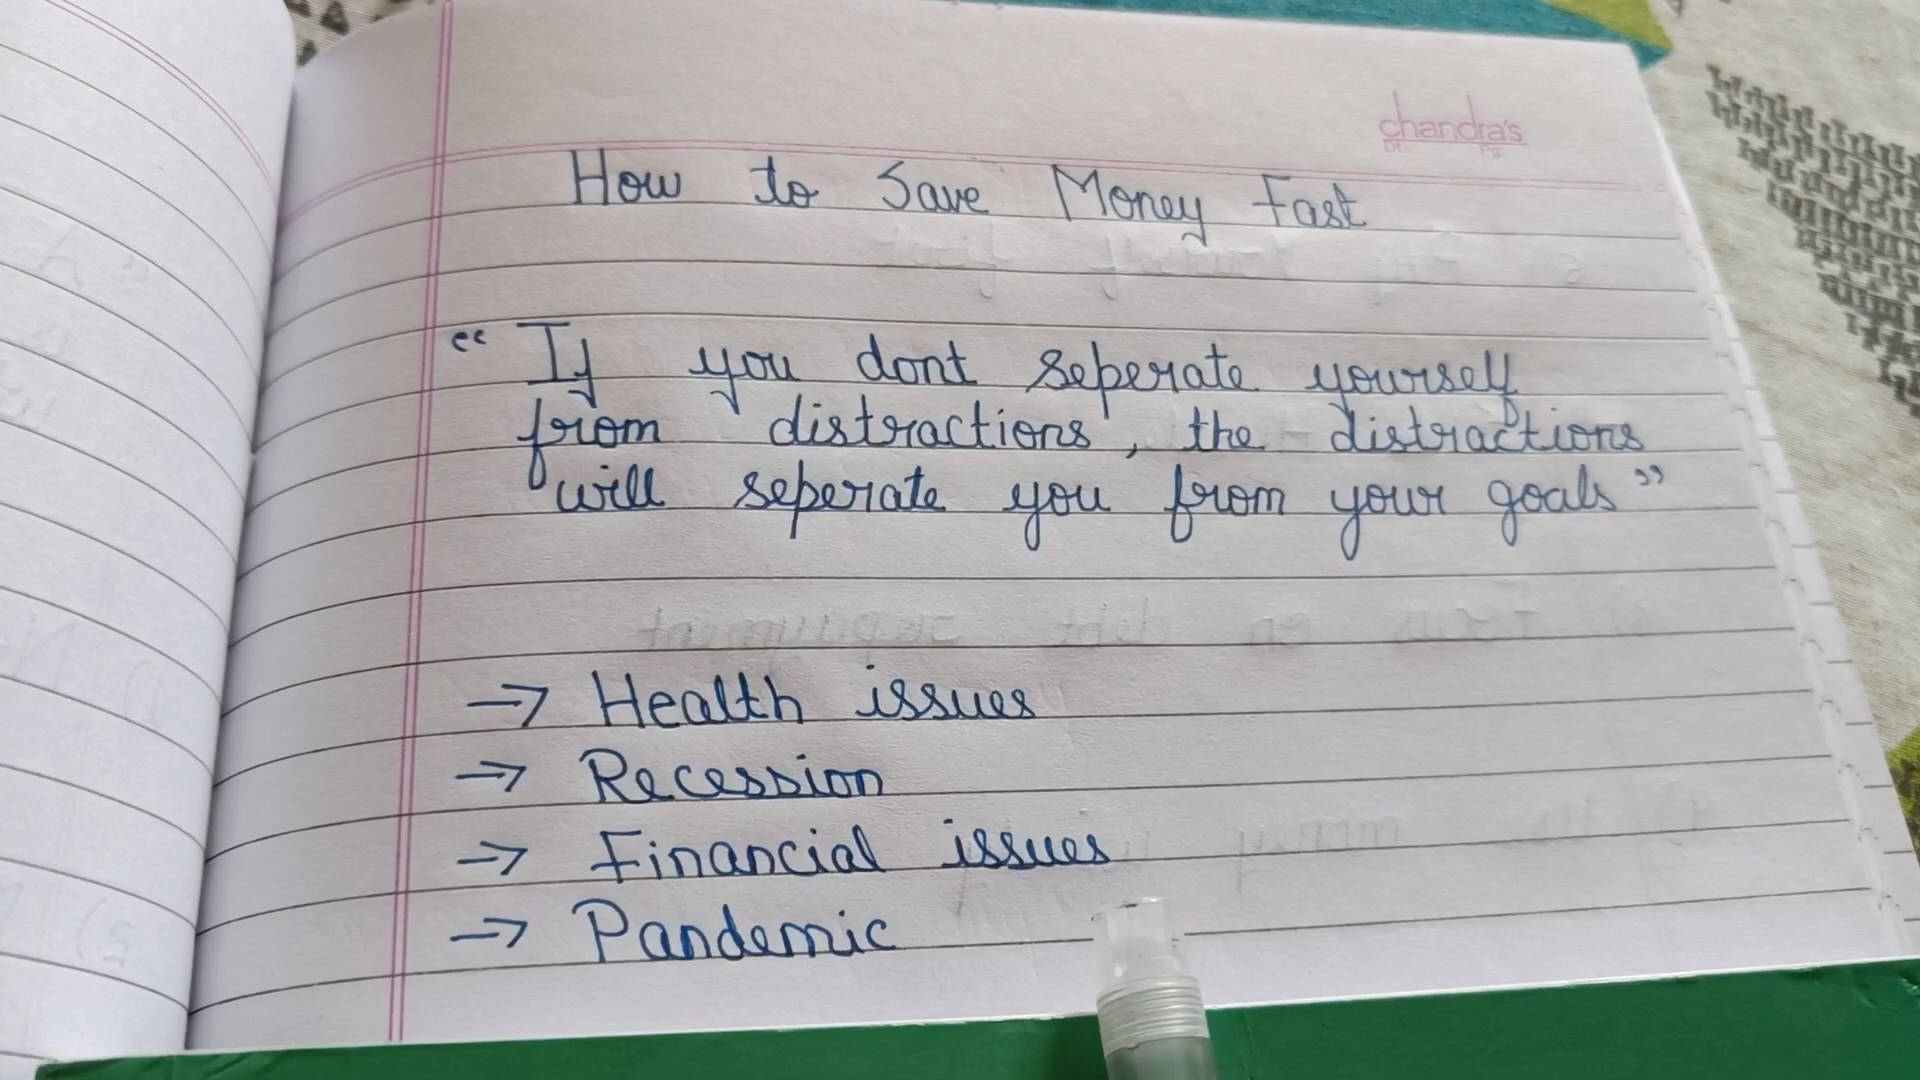 chandra's
How to Save Money Fast
“ If you dont seperate yourself
from distractions, the distractions
will seperate you from your goals ”
→ Health issues
→ Recession
→ Financial issues
→ Pandemic